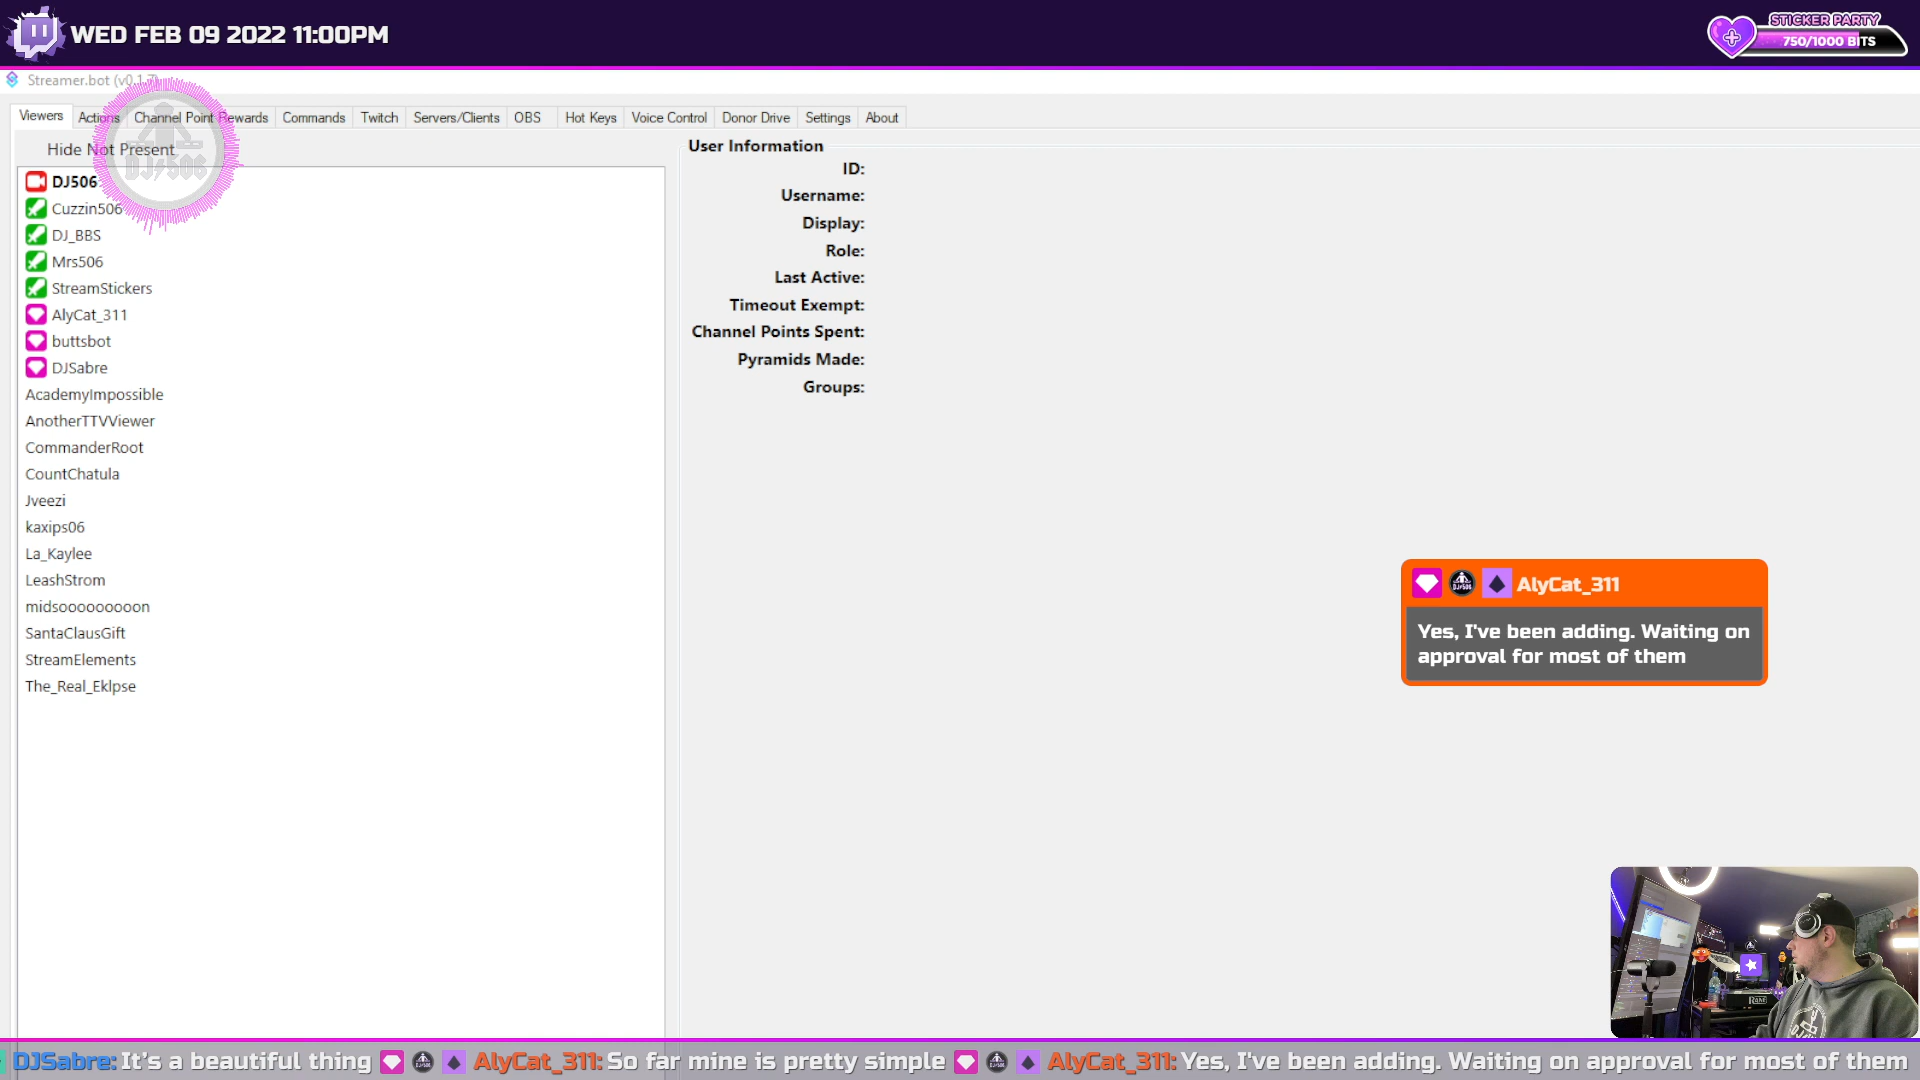 WED FEB 09 2022 11:00PM
STICKER PARTY
750/1000 BITS
Streamer.bot (v0.1.7)
Viewers
Actions
Channel Point Rewards
Commands
Twitch
Servers/Clients
OBS
Hot Keys
Voice Control
Donor Drive
Settings
About
Hide Not Present
DJ506
DJ506
Cuzzin506
DJ_BBS
Mrs506
StreamStickers
AlyCat_311
buttsbot
DJSabre
AcademyImpossible
AnotherTTVViewer
CommanderRoot
CountChatula
Jveezi
kaxips06
La_Kaylee
LeashStrom
midsooooooooon
SantaClausGift
StreamElements
The_Real_Eklpse
User Information
ID:
Username:
Display:
Role:
Last Active:
Timeout Exempt:
Channel Points Spent:
Pyramids Made:
Groups:
AlyCat_311
Yes, I've been adding. Waiting on
approval for most of them
DJSabre: It's a beautiful thing AlyCat_311: So far mine is pretty simple AlyCat_311: Yes, I've been adding. Waiting on approval for most of them